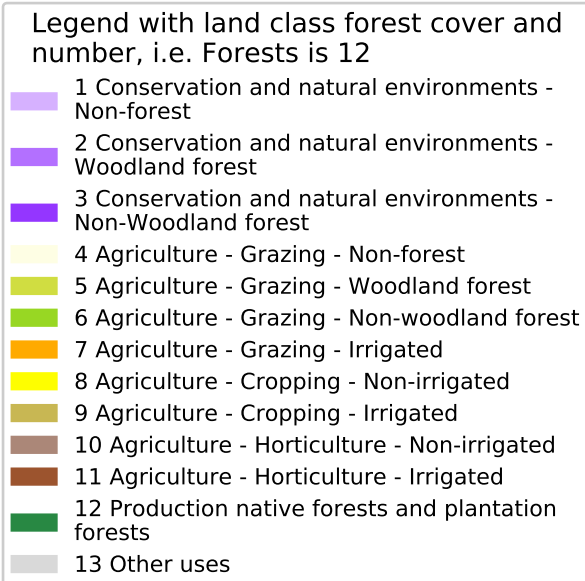 Legend with land class forest cover and
number, i.e. Forests is 12
1 Conservation and natural environments -
Non-forest
2 Conservation and natural environments -
Woodland forest
3 Conservation and natural environments -
Non-Woodland forest
4 Agriculture - Grazing - Non-forest
5 Agriculture - Grazing - Woodland forest
6 Agriculture - Grazing - Non-woodland forest
7 Agriculture - Grazing - Irrigated
8 Agriculture - Cropping - Non-irrigated
9 Agriculture - Cropping - Irrigated
10 Agriculture - Horticulture - Non-irrigated
11 Agriculture - Horticulture - Irrigated
12 Production native forests and plantation
forests
13 Other uses